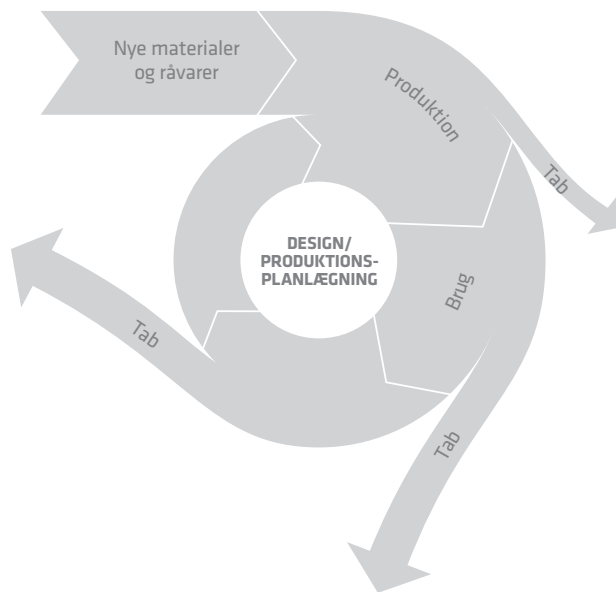 Nye materialer
og råvarer
Produktion
Tab
DESIGN/
PRODUKTIONS-
PLANLÆGNING
Brug
Tab
Tab